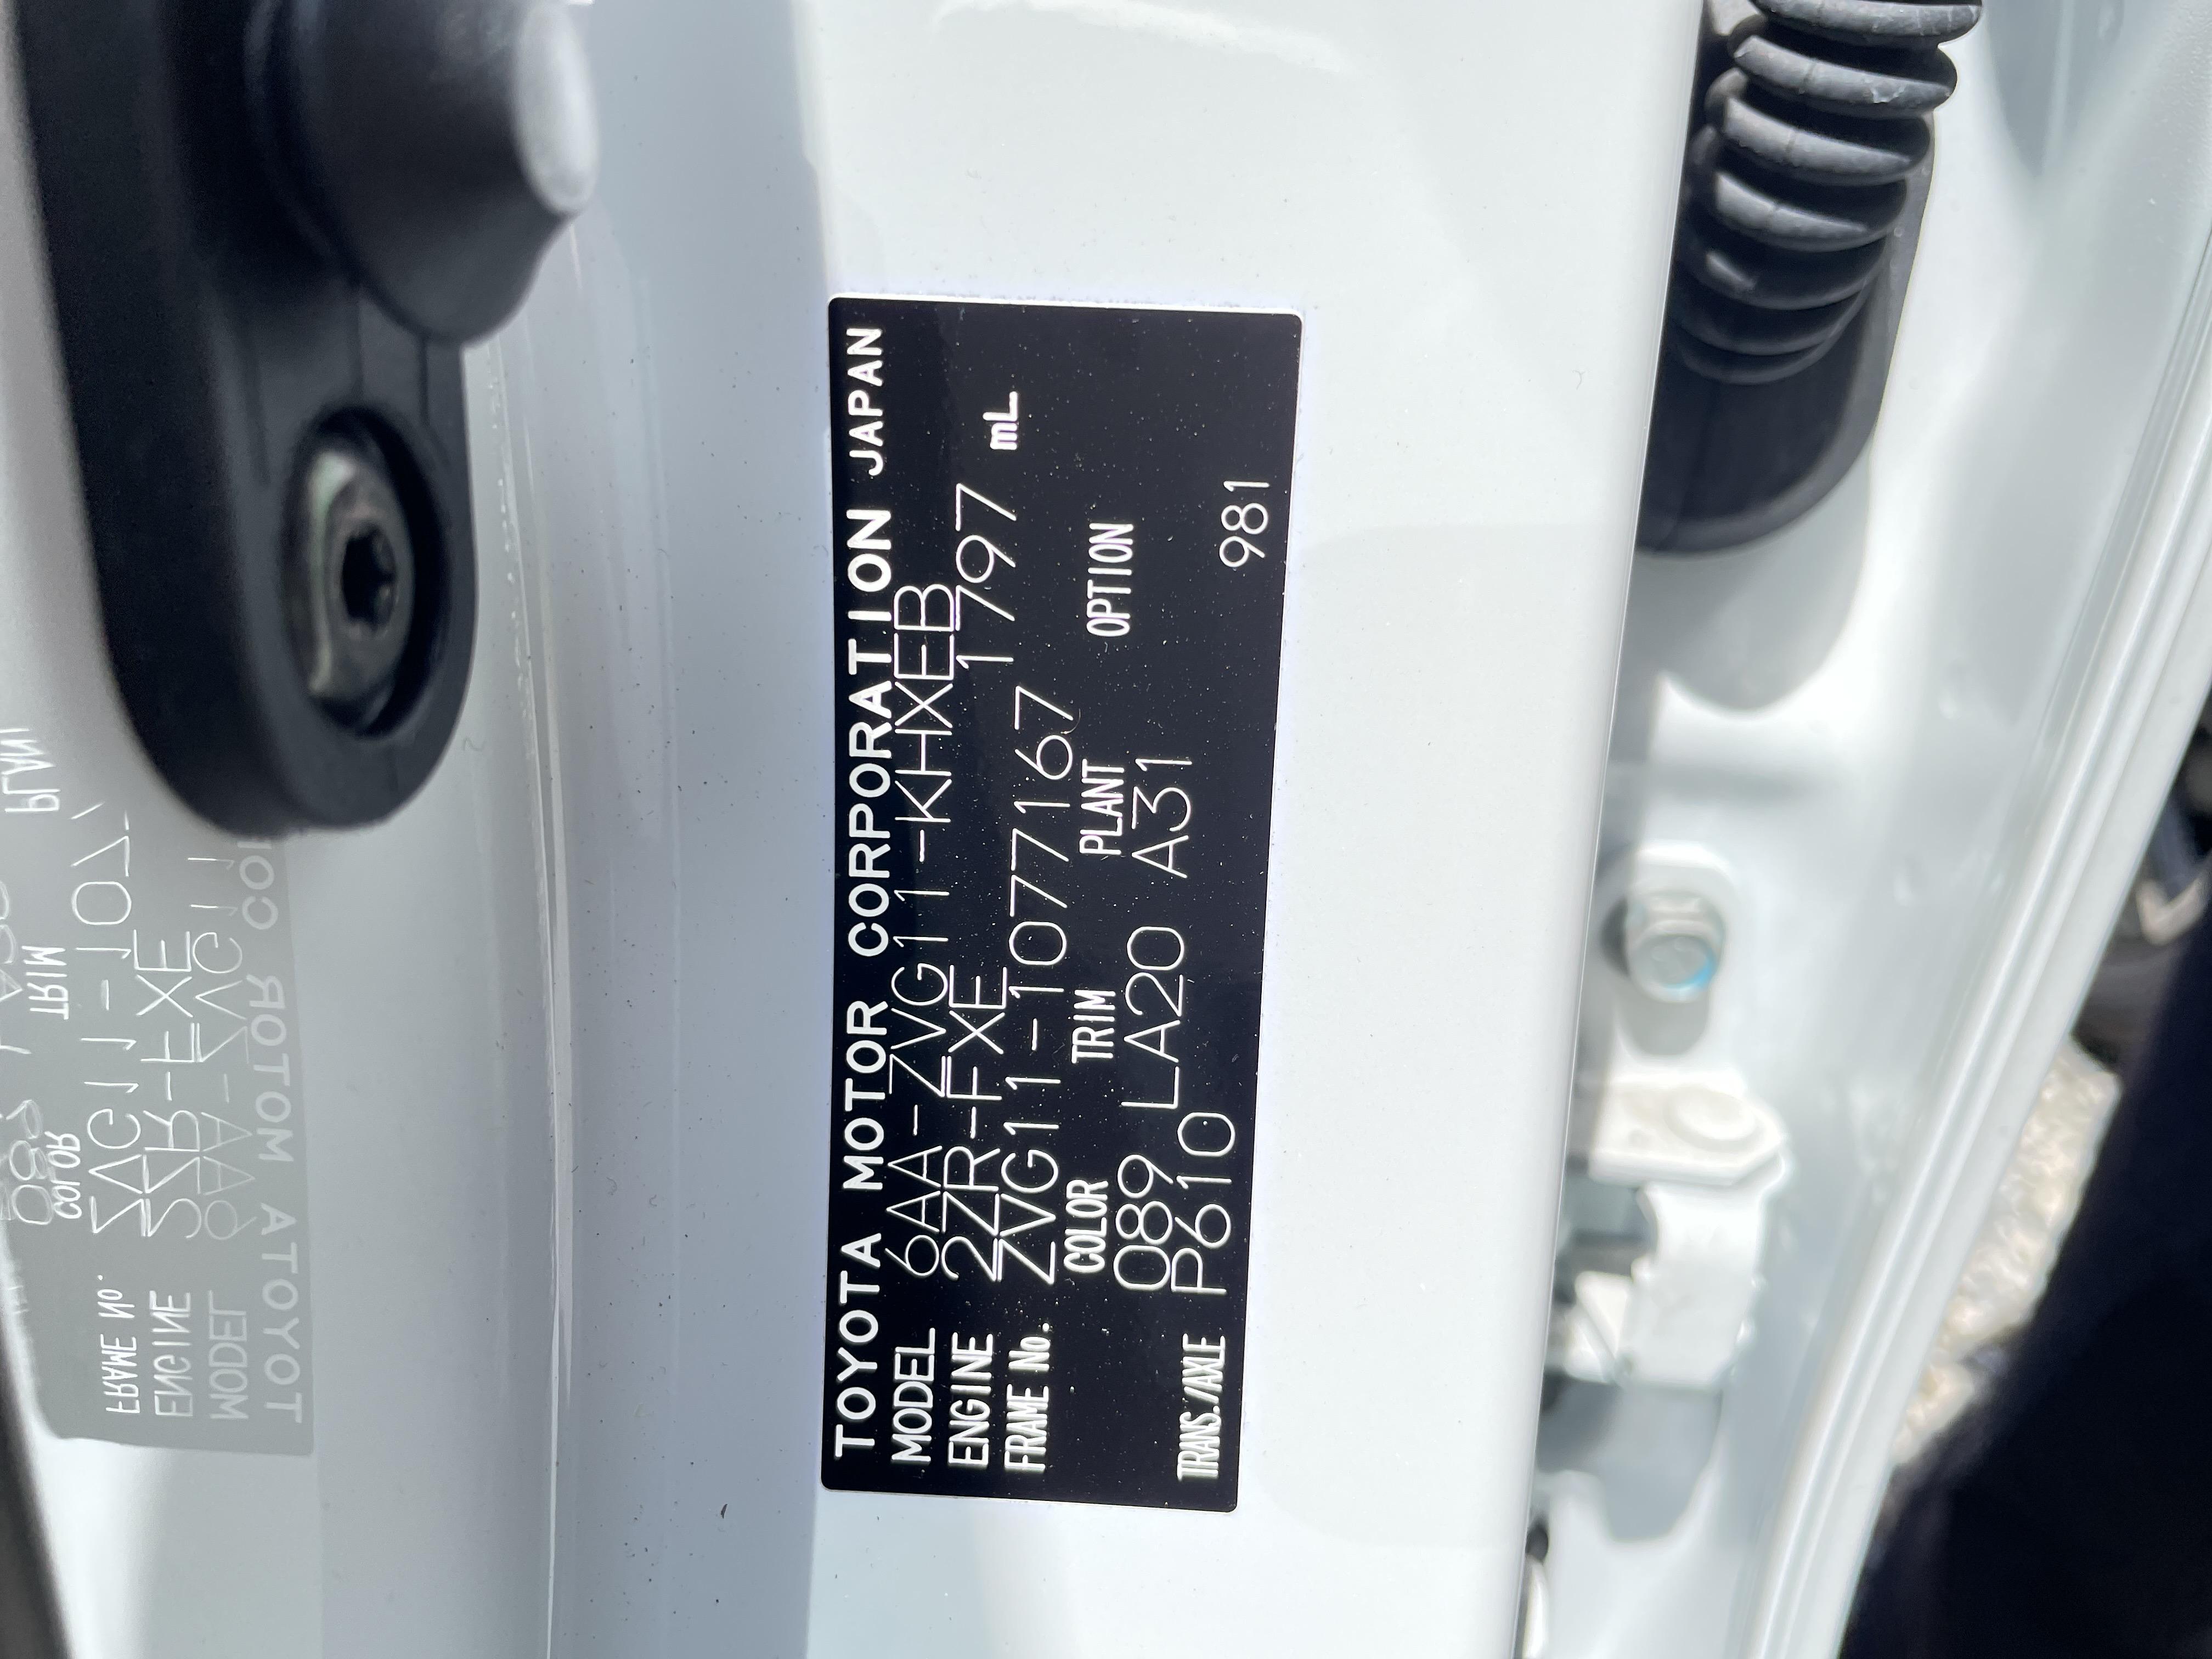 TOYOTA MOTOR CORPORATION JAPAN
MODEL 6AA-ZVG11-KHXEB
ENGINE 2ZR-FXE 1797 mL
FRAME No. ZVG11-1077167
COLOR TRIM PLANT OPTION
089 LA20 A31
TRANS./AXLE P610 981